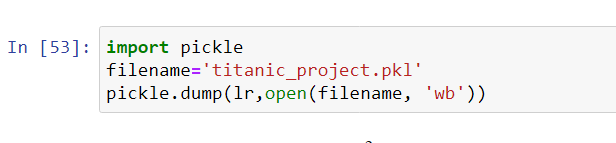 In [53]: import pickle
filename='titanic_project.pkl'
pickle.dump(lr,open(filename, 'wb'))